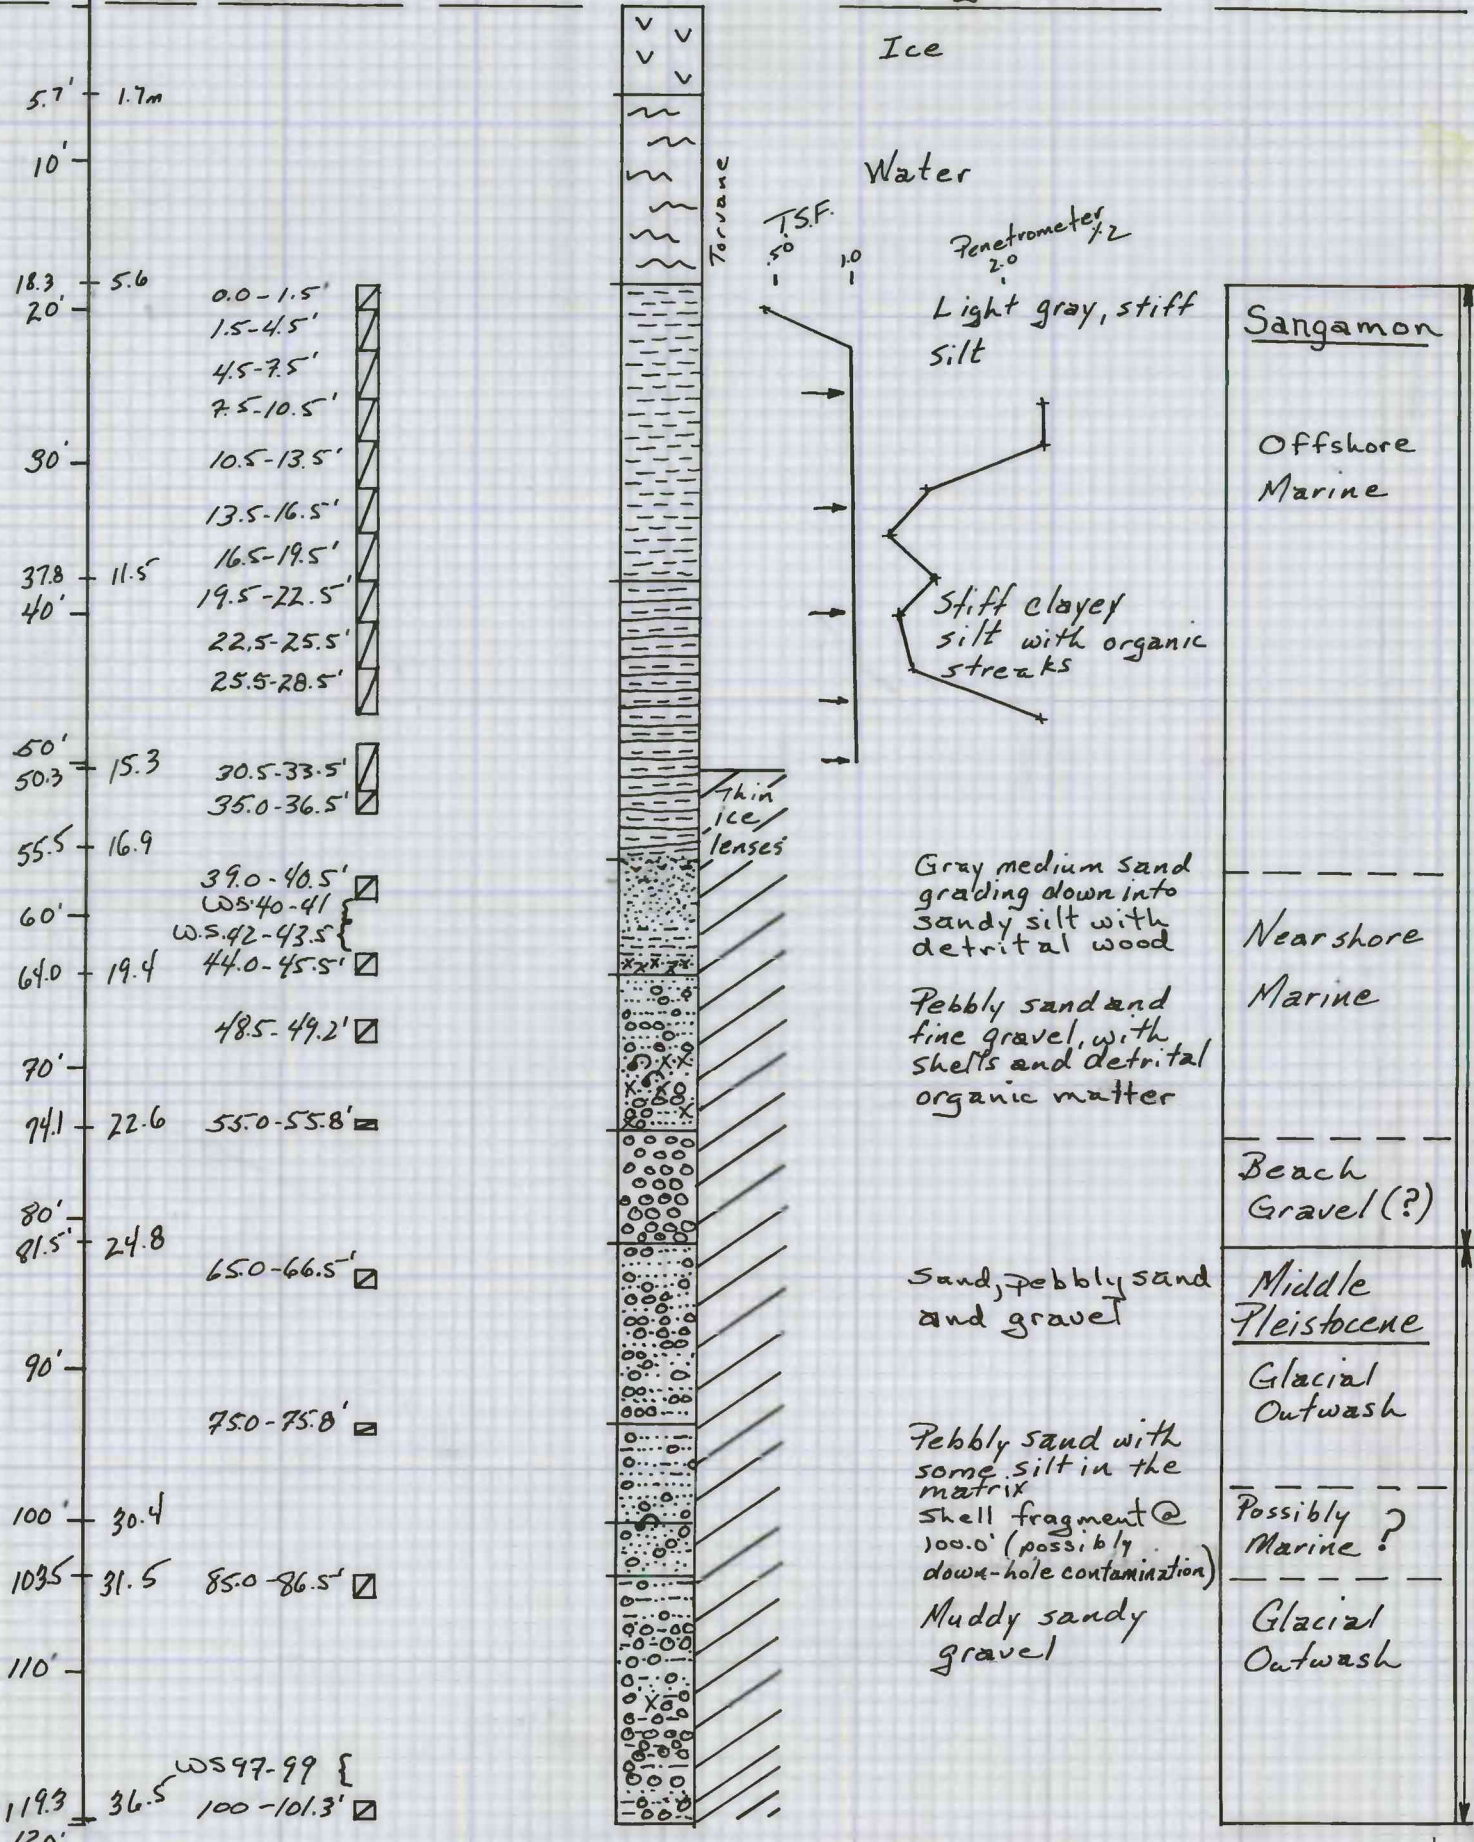 Ice
5.7' 1.7m
10'
Water
Torvane
T.S.F.
.50 1.0
Penetrometer
2.0
18.3 5.6
20'
0.0-1.5'
1.5-4.5'
4.5-7.5'
7.5-10.5'
30'
10.5-13.5'
13.5-16.5'
16.5-19.5'
37.8 11.5
19.5-22.5'
40'
22.5-25.5'
25.5-28.5'
Light gray, stiff
silt
Stiff clayey
silt with organic
streaks
Sangamon
Offshore
Marine
50'
50.3 15.3
30.5-33.5'
35.0-36.5'
Thin
ice
lenses
55.5 16.9
39.0-40.5'
WS.40-41
60'
W.S.42-43.5
64.0 19.4
44.0-45.5'
Gray medium sand
grading down into
sandy silt with
detrital wood
Nearshore
Marine
48.5-49.2'
70'
Pebbly sand and
fine gravel, with
shells and detrital
organic matter
74.1 22.6
55.0-55.8'
Beach
Gravel (?)
80'
81.5' 24.8
65.0-66.5'
Sand, pebbly sand
and gravel
Middle
Pleistocene
Glacial
Outwash
90'
75.0-75.8'
Pebbly sand with
some silt in the
matrix
Shell fragment @
100.0' (possibly
down-hole contamination)
Possibly
Marine ?
100' 30.4
103.5 31.5
85.0-86.5'
Muddy sandy
gravel
Glacial
Outwash
110'
WS 97-99
119.3 36.5
100-101.3'
120'